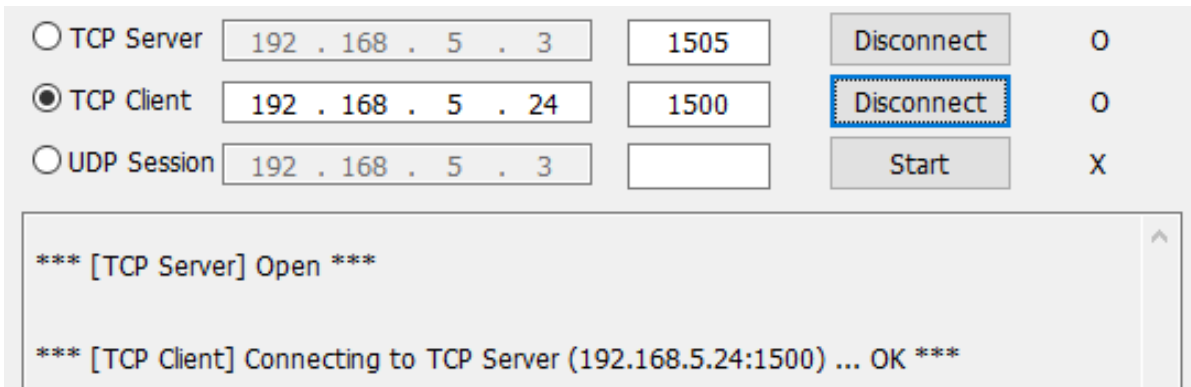 TCP Server 192 . 168 . 5 . 3 1505 Disconnect O
TCP Client 192 . 168 . 5 . 24 1500 Disconnect O
UDP Session 192 . 168 . 5 . 3 Start X
*** [TCP Server] Open ***
*** [TCP Client] Connecting to TCP Server (192.168.5.24:1500) ... OK ***